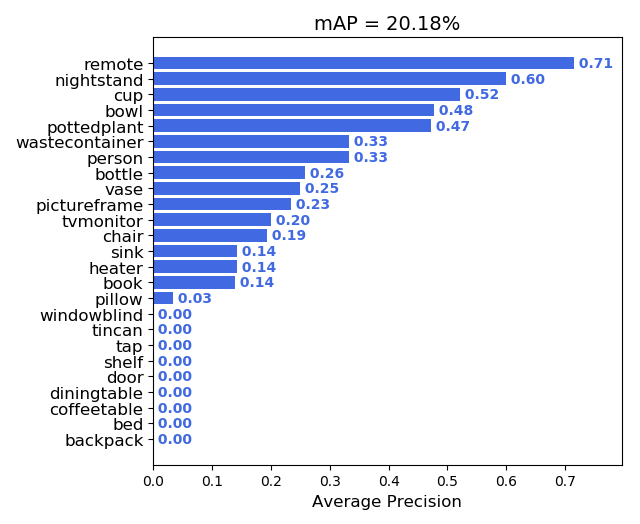 mAP = 20.18%
remote 0.71
nightstand 0.60
cup 0.52
bowl 0.48
pottedplant 0.47
wastecontainer 0.33
person 0.33
bottle 0.26
vase 0.25
pictureframe 0.23
tvmonitor 0.20
chair 0.19
sink 0.14
heater 0.14
book 0.14
pillow 0.03
windowblind 0.00
tincan 0.00
tap 0.00
shelf 0.00
door 0.00
diningtable 0.00
coffeetable 0.00
bed 0.00
backpack 0.00
0.0 0.1 0.2 0.3 0.4 0.5 0.6 0.7
Average Precision